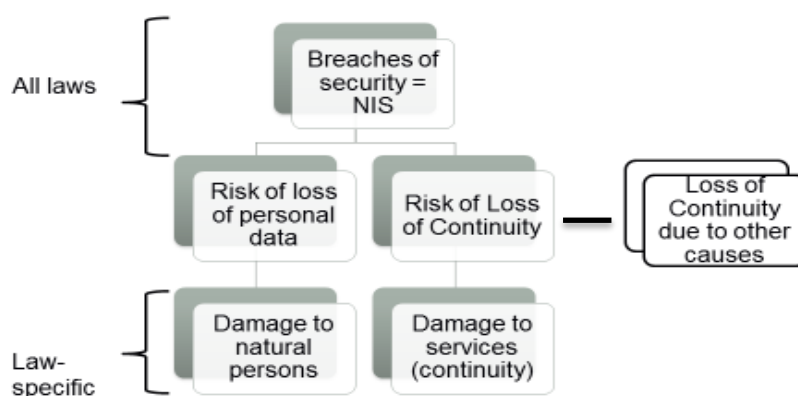 All laws
Breaches of
security =
NIS
Risk of loss
of personal
data
Risk of Loss
of Continuity
Loss of
Continuity
due to other
causes
Law-
specific
Damage to
natural
persons
Damage to
services
(continuity)